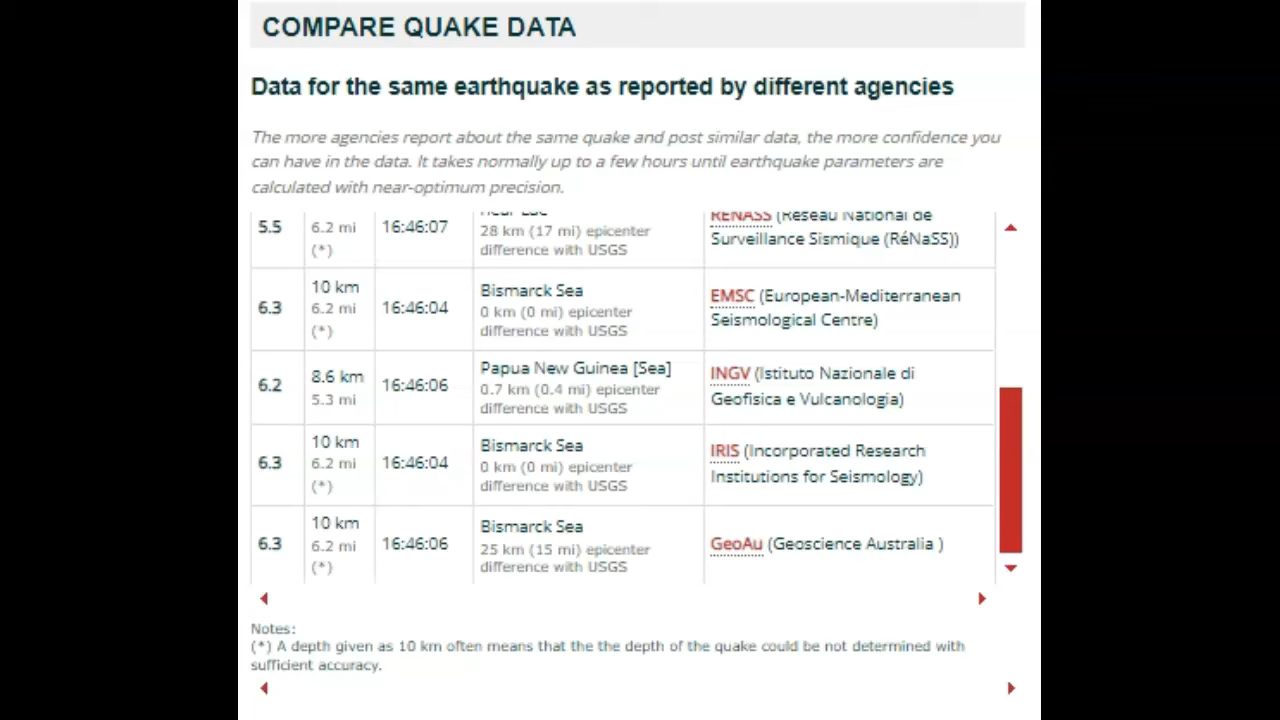 COMPARE QUAKE DATA
Data for the same earthquake as reported by different agencies
The more agencies report about the same quake and post similar data, the more confidence you
can have in the data. It takes normally up to a few hours until earthquake parameters are
calculated with near-optimum precision.
5.5
6.2 mi
(*)
16:46:07
28 km (17 mi) epicenter
difference with USGS
RENASS (Réseau National de
Surveillance Sismique (RéNaSS))
6.3
10 km
6.2 mi
(*)
16:46:04
Bismarck Sea
0 km (0 mi) epicenter
difference with USGS
EMSC (European-Mediterranean
Seismological Centre)
6.2
8.6 km
5.3 mi
16:46:06
Papua New Guinea [Sea]
0.7 km (0.4 mi) epicenter
difference with USGS
INGV (Istituto Nazionale di
Geofisica e Vulcanologia)
6.3
10 km
6.2 mi
(*)
16:46:04
Bismarck Sea
0 km (0 mi) epicenter
difference with USGS
IRIS (Incorporated Research
Institutions for Seismology)
6.3
10 km
6.2 mi
(*)
16:46:06
Bismarck Sea
25 km (15 mi) epicenter
difference with USGS
GeoAu (Geoscience Australia )
Notes:
(*) A depth given as 10 km often means that the the depth of the quake could be not determined with
sufficient accuracy.